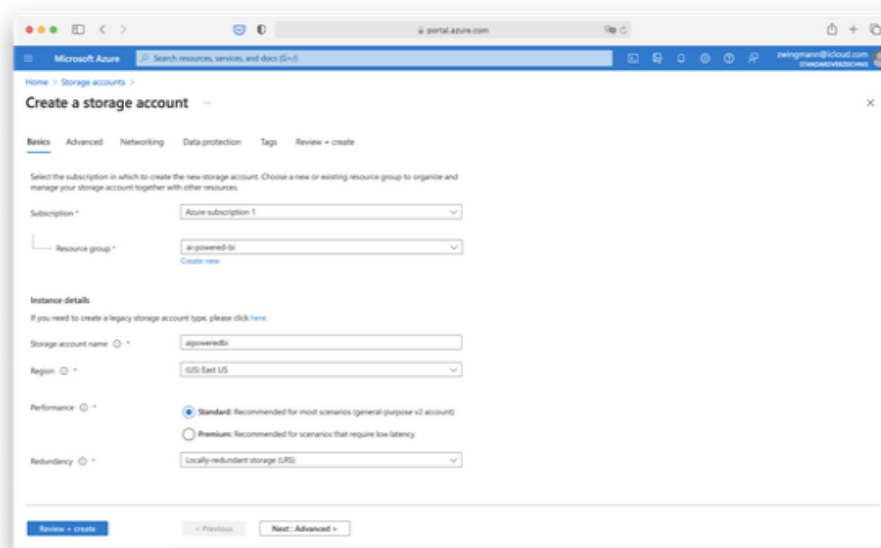 portal.azure.com
Microsoft Azure
Search resources, services, and docs (G+/)
zwingmann@icloud.com
STANDARDVERZEICHNIS
Home > Storage accounts >
Create a storage account ...
Basics Advanced Networking Data protection Tags Review + create
Select the subscription in which to create the new storage account. Choose a new or existing resource group to organize and
manage your storage account together with other resources.
Subscription *
Azure subscription 1
Resource group *
ai-powered-bi
Create new
Instance details
If you need to create a legacy storage account type, please click here.
Storage account name *
aipoweredbi
Region *
(US) East US
Performance *
Standard: Recommended for most scenarios (general-purpose v2 account)
Premium: Recommended for scenarios that require low latency.
Redundancy *
Locally-redundant storage (LRS)
Review + create
< Previous
Next : Advanced >